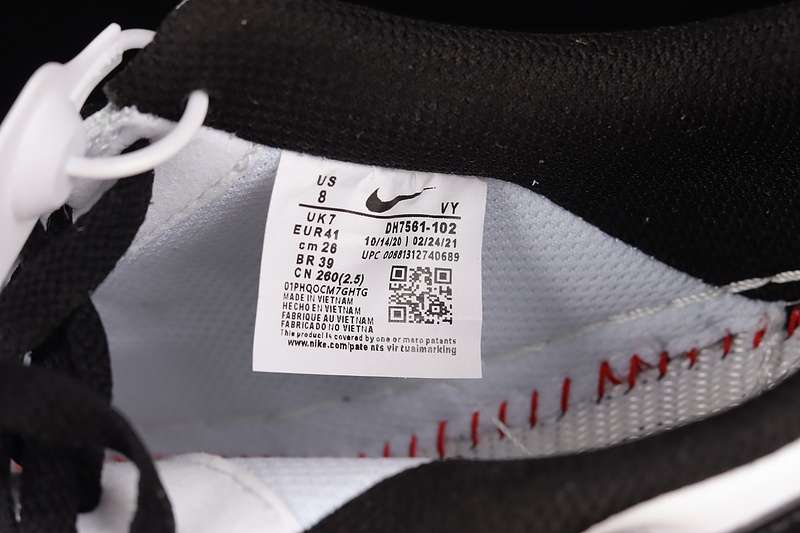 US
8
VY
UK7
EUR41
cm 26
BR 39
CN 260(2.5)
DH7561-102
10/14/20 | 02/24/21
UPC 00881312740689
01PHQOCM7GHTG
MADE IN VIETNAM
HECHO EN VIETNAM
FABRIQUE AU VIETNAM
FABRICADO NO VIETNA
This product is covered by one or more patents
www.nike.com/pate nts vir tualmarking